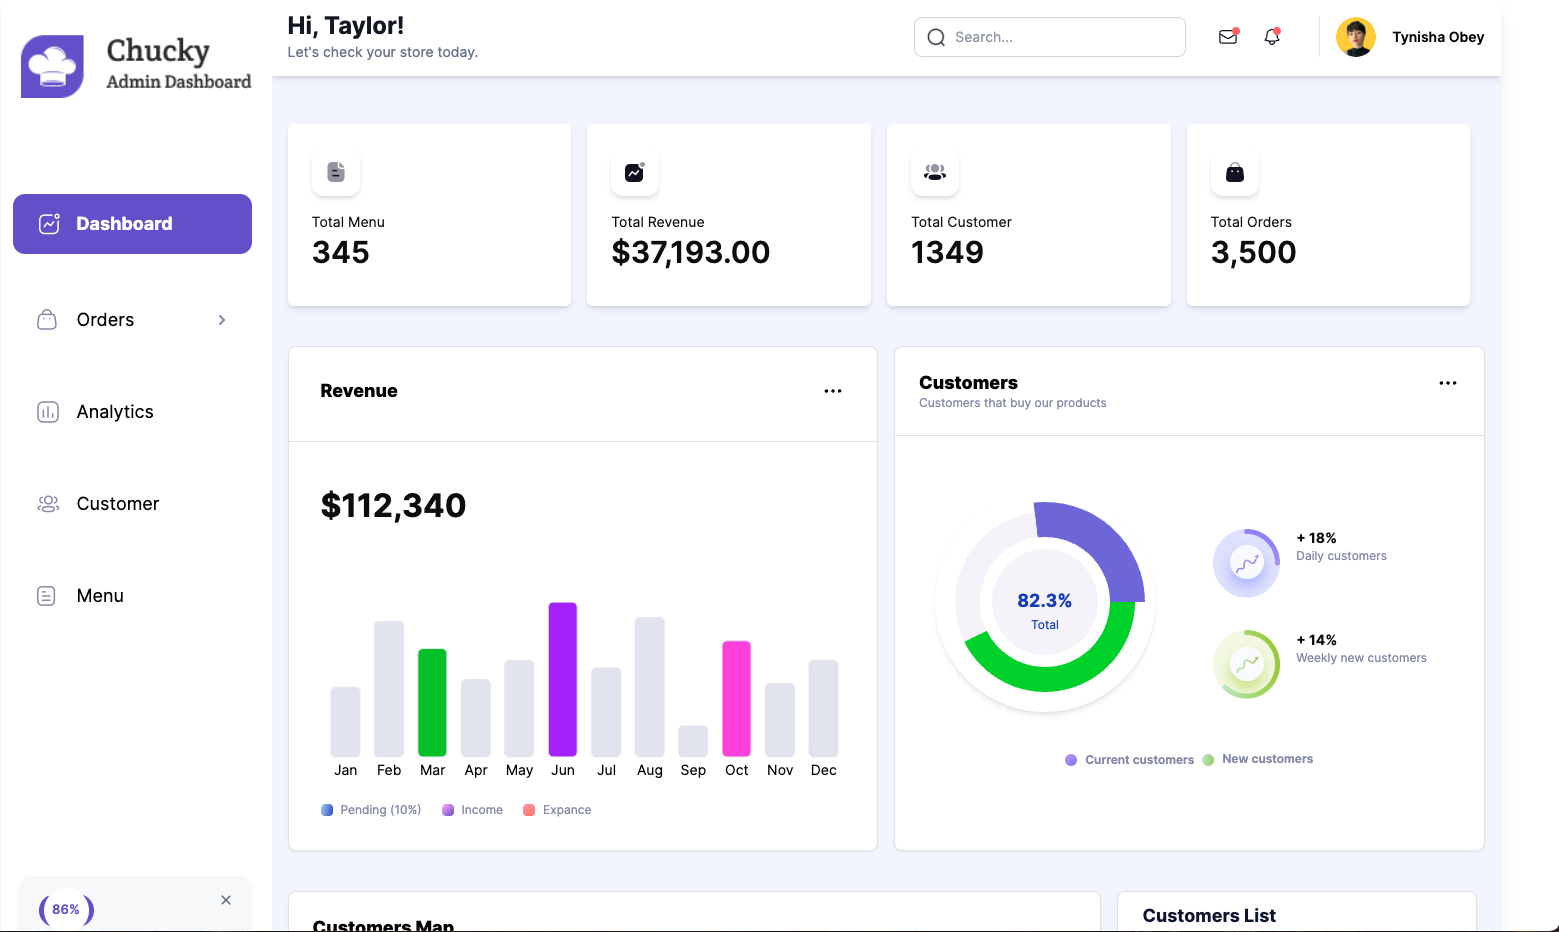 Chucky
Admin Dashboard
Hi, Taylor!
Let's check your store today.
Search...
Tynisha Obey
Dashboard
Orders
Analytics
Customer
Menu
86%
Total Menu
345
Total Revenue
$37,193.00
Total Customer
1349
Total Orders
3,500
Revenue
$112,340
Jan Feb Mar Apr May Jun Jul Aug Sep Oct Nov Dec
Pending (10%) Income Expance
Customers
Customers that buy our products
82.3%
Total
+ 18%
Daily customers
+ 14%
Weekly new customers
Current customers New customers
Customers Map
Customers List